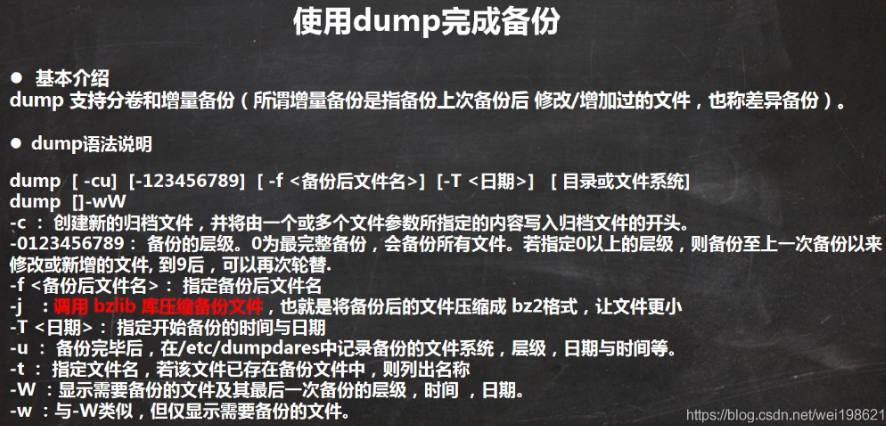 使用dump完成备份
● 基本介绍
dump 支持分卷和增量备份（所谓增量备份是指备份上次备份后 修改/增加过的文件，也称差异备份）。
● dump语法说明
dump [ -cu] [-123456789] [ -f <备份后文件名>] [-T <日期>] [ 目录或文件系统]
dump []-wW
-c ： 创建新的归档文件，并将由一个或多个文件参数所指定的内容写入归档文件的开头。
-0123456789： 备份的层级。0为最完整备份，会备份所有文件。若指定0以上的层级，则备份至上一次备份以来
修改或新增的文件, 到9后，可以再次轮替.
-f <备份后文件名>： 指定备份后文件名
-j : 调用 bzlib 库压缩备份文件，也就是将备份后的文件压缩成 bz2格式，让文件更小
-T <日期>： 指定开始备份的时间与日期
-u ： 备份完毕后，在/etc/dumpdares中记录备份的文件系统，层级，日期与时间等。
-t ： 指定文件名，若该文件已存在备份文件中，则列出名称
-W ：显示需要备份的文件及其最后一次备份的层级，时间 ，日期。
-w ：与-W类似，但仅显示需要备份的文件。
https://blog.csdn.net/wei198621